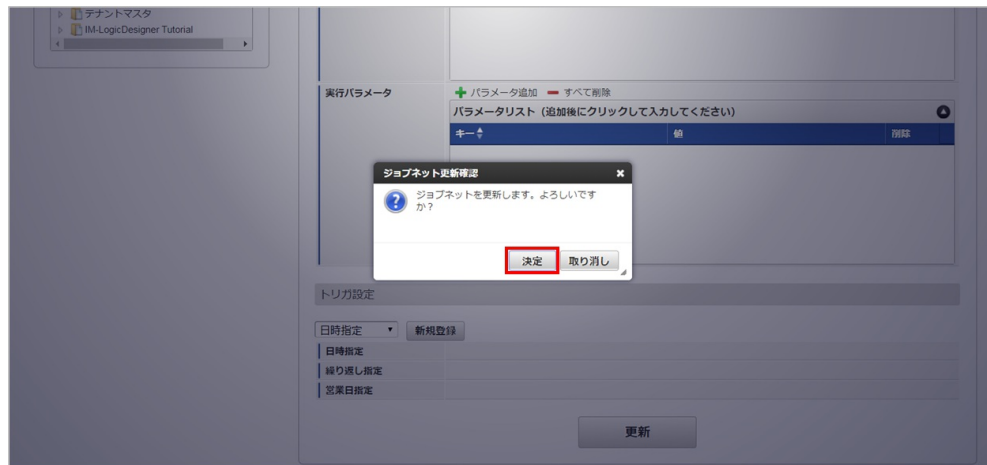 テナントマスタ
IM-LogicDesigner Tutorial
実行パラメータ
パラメータ追加 すべて削除
パラメータリスト（追加後にクリックして入力してください）
キー 値 削除
ジョブネット更新確認
ジョブネットを更新します。よろしいです
か？
決定 取り消し
トリガ設定
日時指定 新規登録
日時指定
繰り返し指定
営業日指定
更新